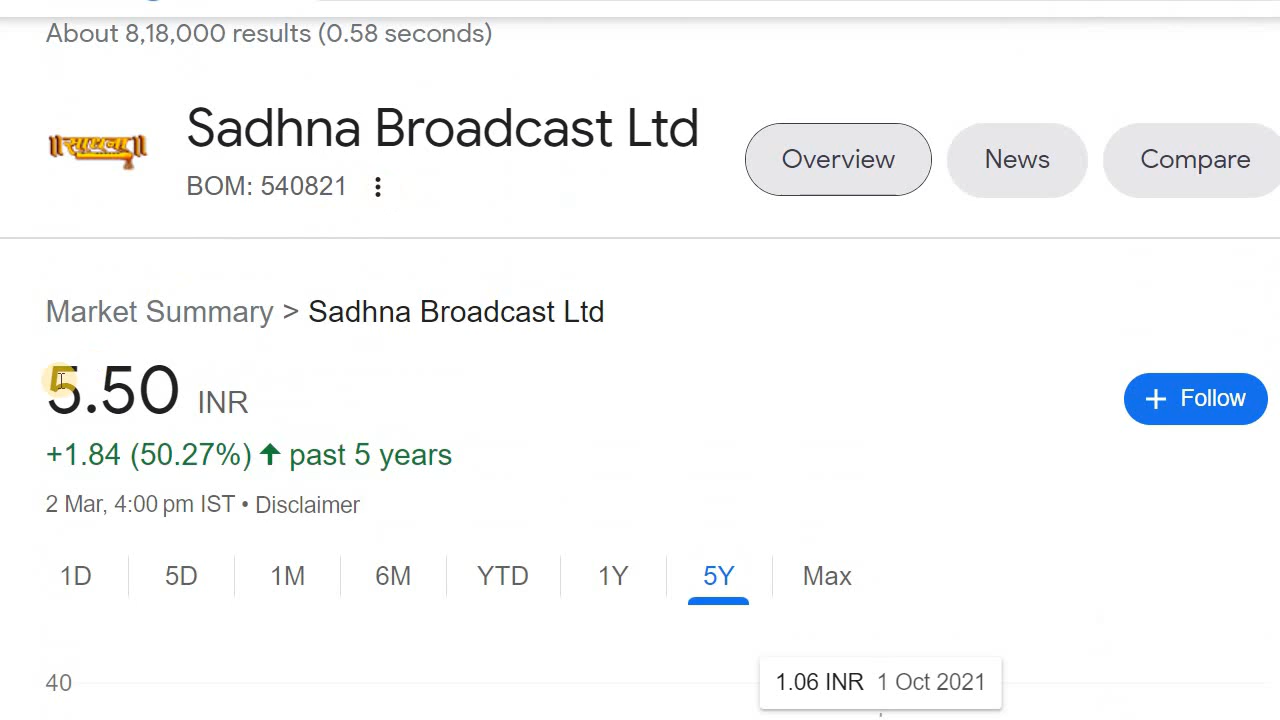 About 8,18,000 results (0.58 seconds)
॥साधना॥
Sadhna Broadcast Ltd
BOM: 540821
Overview
News
Compare
Market Summary > Sadhna Broadcast Ltd
5.50 INR
+ Follow
+1.84 (50.27%) ↑ past 5 years
2 Mar, 4:00 pm IST • Disclaimer
1D 5D 1M 6M YTD 1Y 5Y Max
40
1.06 INR 1 Oct 2021